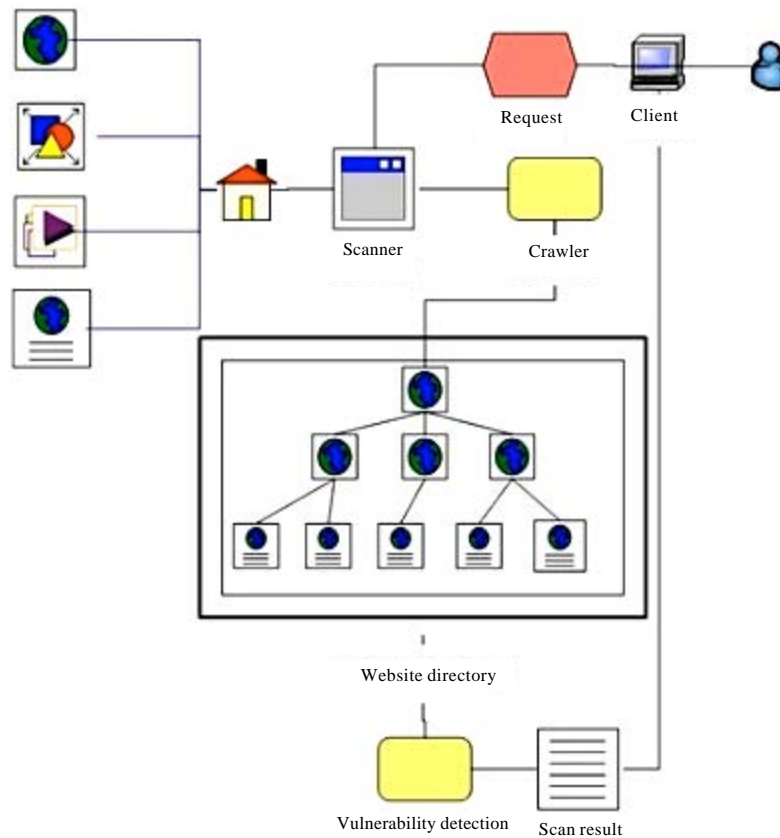 Request
Client
Scanner
Crawler
Website directory
Vulnerability detection
Scan result